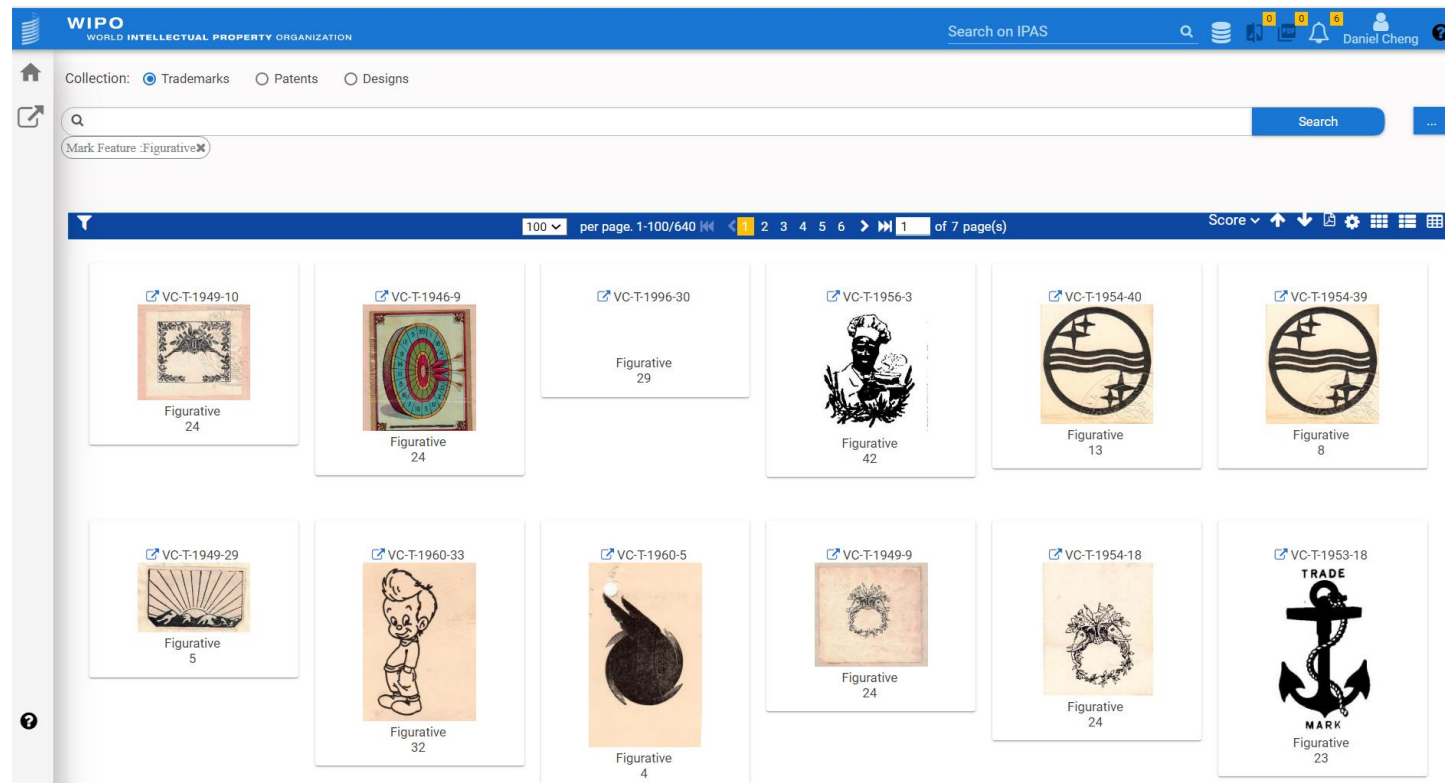 WIPO
WORLD INTELLECTUAL PROPERTY ORGANIZATION
Search on IPAS
0
0
6
Daniel Cheng
Collection: Trademarks Patents Designs
Search
...
Mark Feature :Figurative
100 per page. 1-100/640 1 2 3 4 5 6 1 of 7 page(s)
Score
VC-T-1949-10
Figurative
24
VC-T-1946-9
Figurative
24
VC-T-1996-30
Figurative
29
VC-T-1956-3
Figurative
42
VC-T-1954-40
Figurative
13
VC-T-1954-39
Figurative
8
VC-T-1949-29
Figurative
5
VC-T-1960-33
Figurative
32
VC-T-1960-5
Figurative
4
VC-T-1949-9
Figurative
24
VC-T-1954-18
Figurative
24
VC-T-1953-18
TRADE
MARK
Figurative
23